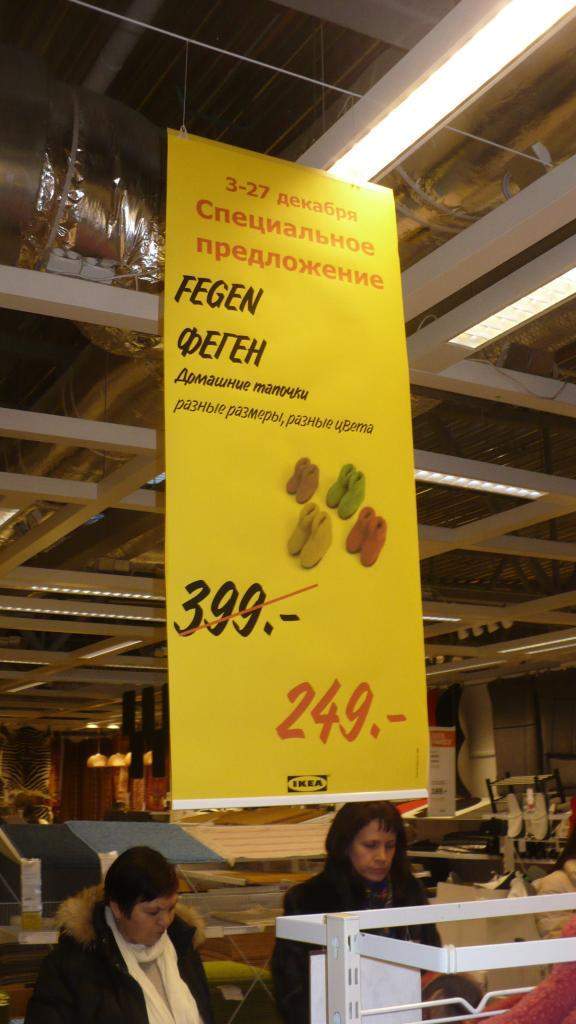 3-27 декабря
Специальное
предложение
FEGEN
ФЕГЕН
Домашние тапочки
разные размеры, разные цвета
399.-
249.-
IKEA